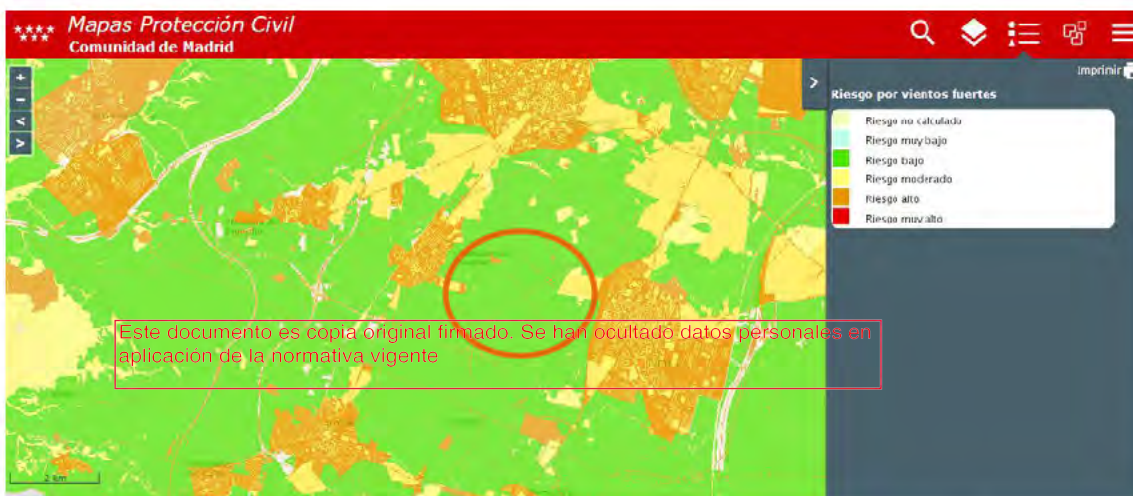 Mapas Protección Civil
Comunidad de Madrid
Imprimir
Riesgo por vientos fuertes
Riesgo no calculado
Riesgo muy bajo
Riesgo bajo
Riesgo moderado
Riesgo alto
Riesgo muy alto
Este documento es copia original firmado. Se han ocultado datos personales en
aplicación de la normativa vigente
2 km